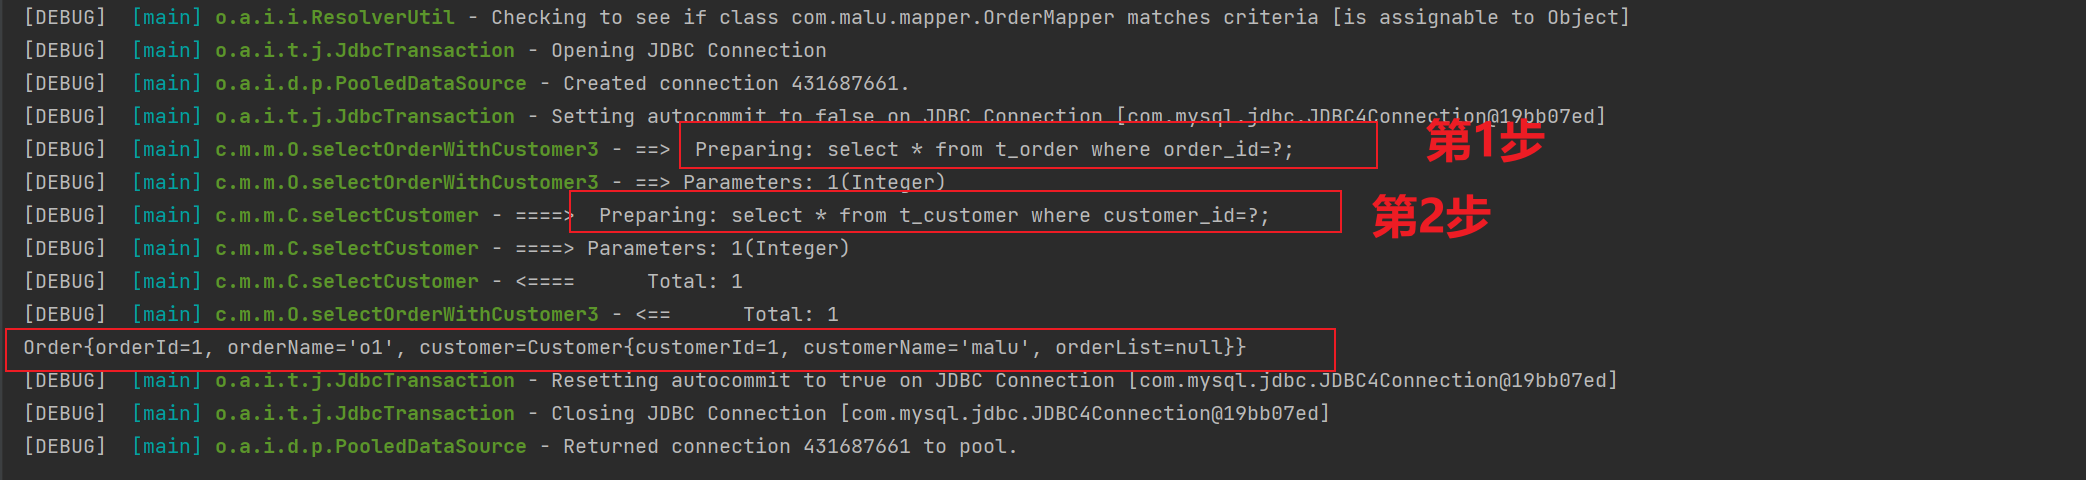 [DEBUG] [main] o.a.i.i.ResolverUtil - Checking to see if class com.malu.mapper.OrderMapper matches criteria [is assignable to Object]
[DEBUG] [main] o.a.i.t.j.JdbcTransaction - Opening JDBC Connection
[DEBUG] [main] o.a.i.d.p.PooledDataSource - Created connection 431687661.
[DEBUG] [main] o.a.i.t.j.JdbcTransaction - Setting autocommit to false on JDBC Connection [com.mysql.jdbc.JDBC4Connection@19bb07ed]
[DEBUG] [main] c.m.m.O.selectOrderWithCustomer3 - ==>  Preparing: select * from t_order where order_id=?; 第1步
[DEBUG] [main] c.m.m.O.selectOrderWithCustomer3 - ==> Parameters: 1(Integer)
[DEBUG] [main] c.m.m.C.selectCustomer - ====>  Preparing: select * from t_customer where customer_id=?; 第2步
[DEBUG] [main] c.m.m.C.selectCustomer - ====> Parameters: 1(Integer)
[DEBUG] [main] c.m.m.C.selectCustomer - <====      Total: 1
[DEBUG] [main] c.m.m.O.selectOrderWithCustomer3 - <==      Total: 1
Order{orderId=1, orderName='o1', customer=Customer{customerId=1, customerName='malu', orderList=null}}
[DEBUG] [main] o.a.i.t.j.JdbcTransaction - Resetting autocommit to true on JDBC Connection [com.mysql.jdbc.JDBC4Connection@19bb07ed]
[DEBUG] [main] o.a.i.t.j.JdbcTransaction - Closing JDBC Connection [com.mysql.jdbc.JDBC4Connection@19bb07ed]
[DEBUG] [main] o.a.i.d.p.PooledDataSource - Returned connection 431687661 to pool.